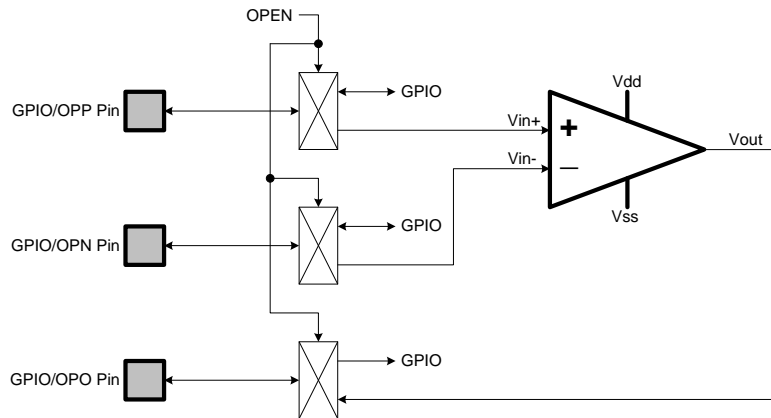 OPEN
GPIO/OPP Pin
GPIO
Vin+
Vdd
+
Vout
Vin-
−
Vss
GPIO/OPN Pin
GPIO
GPIO/OPO Pin
GPIO